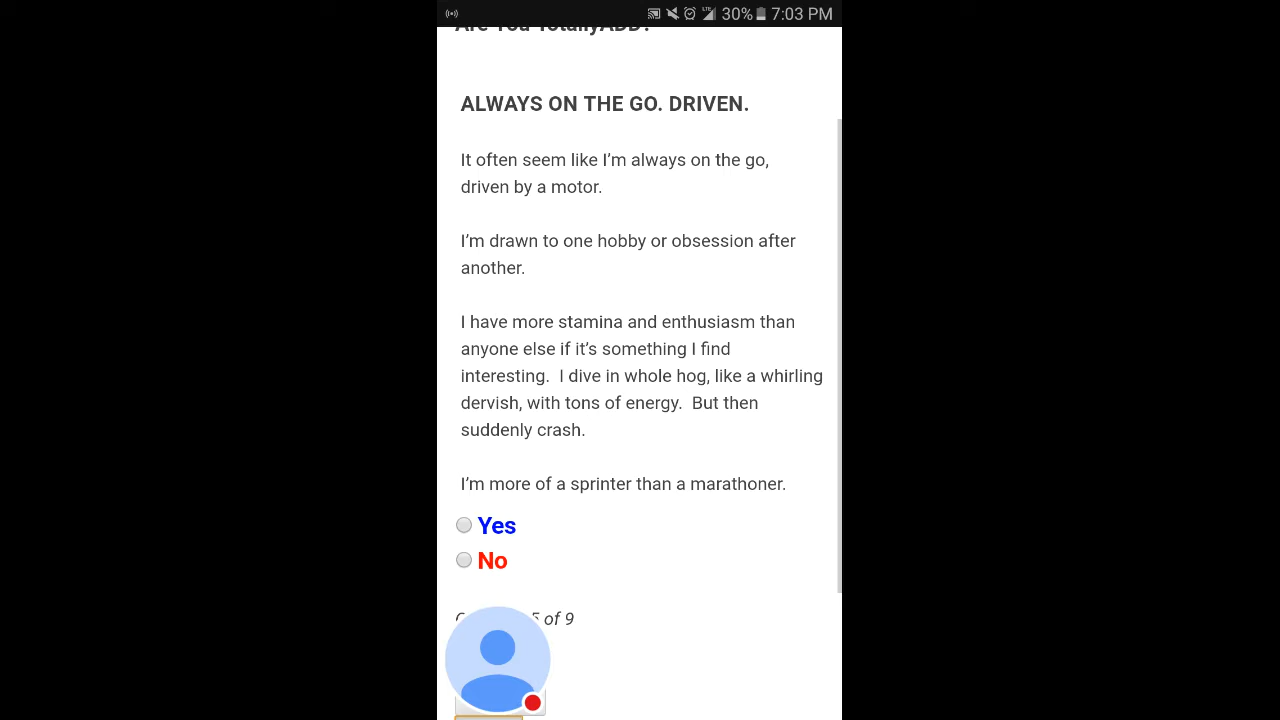 30% 7:03 PM
Are You TotallyADD?
ALWAYS ON THE GO. DRIVEN.
It often seem like I’m always on the go,
driven by a motor.
I’m drawn to one hobby or obsession after
another.
I have more stamina and enthusiasm than
anyone else if it’s something I find
interesting.  I dive in whole hog, like a whirling
dervish, with tons of energy.  But then
suddenly crash.
I’m more of a sprinter than a marathoner.
Yes
No
5 of 9